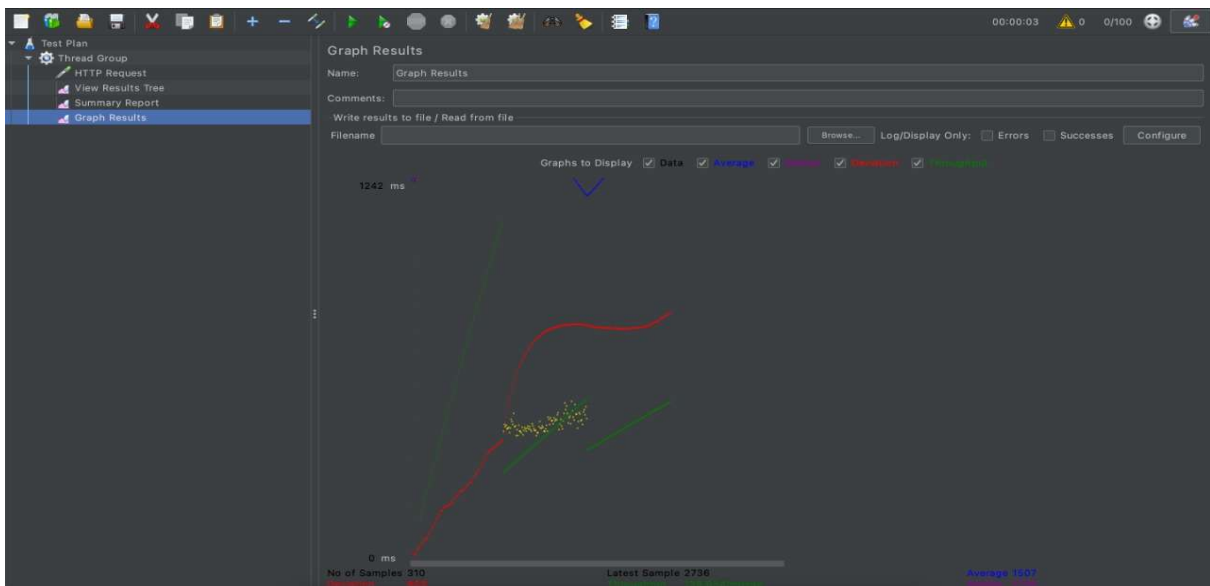 00:00:03 0 0/100
Test Plan
Thread Group
HTTP Request
View Results Tree
Summary Report
Graph Results
Graph Results
Name: Graph Results
Comments:
Write results to file / Read from file
Filename Browse... Log/Display Only: Errors Successes Configure
Graphs to Display Data Average Deviation Throughput
1242 ms
0 ms
No of Samples 310 Latest Sample 2736 Average 1507